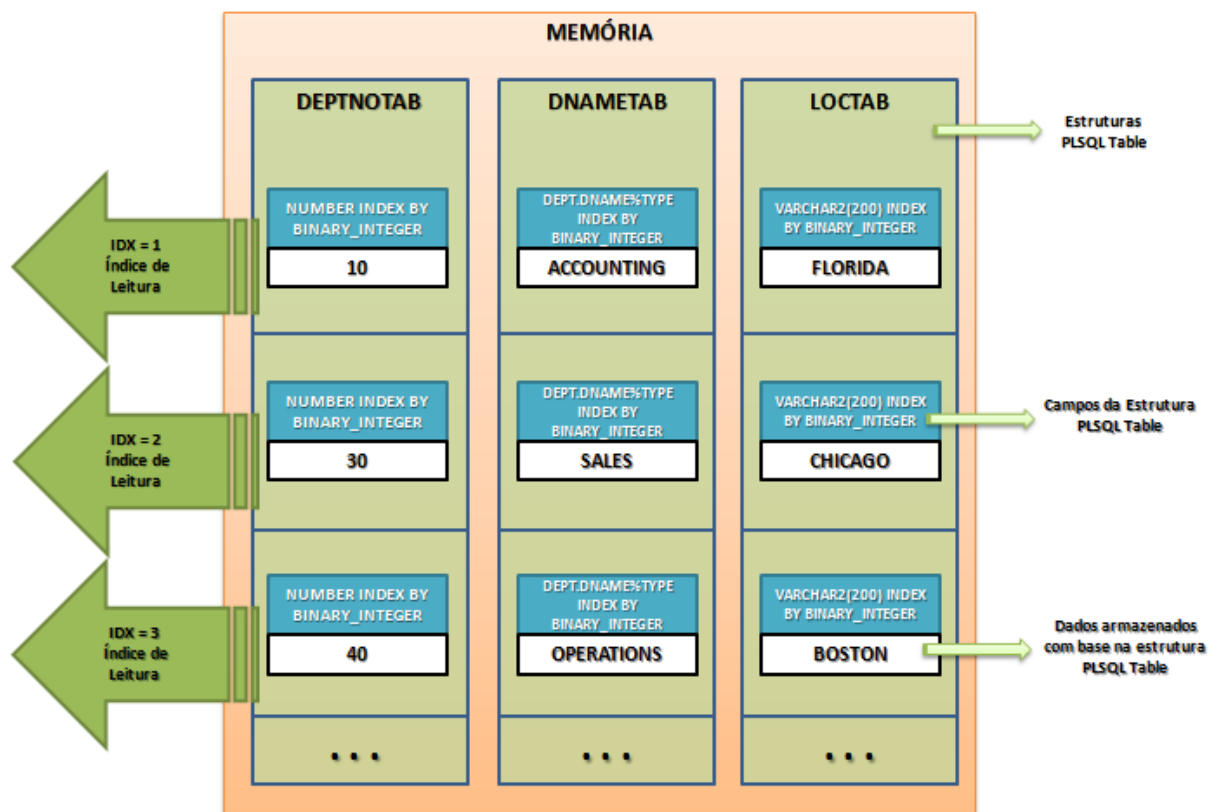 MEMÓRIA
DEPTNOTAB
DNAMETAB
LOCTAB
Estruturas
PLSQL Table
IDX = 1
Índice de
Leitura
NUMBER INDEX BY
BINARY_INTEGER
10
DEPT.DNAME%TYPE
INDEX BY
BINARY_INTEGER
ACCOUNTING
VARCHAR2(200) INDEX
BY BINARY_INTEGER
FLORIDA
IDX = 2
Índice de
Leitura
NUMBER INDEX BY
BINARY_INTEGER
30
DEPT.DNAME%TYPE
INDEX BY
BINARY_INTEGER
SALES
VARCHAR2(200) INDEX
BY BINARY_INTEGER
CHICAGO
Campos da Estrutura
PLSQL Table
IDX = 3
Índice de
Leitura
NUMBER INDEX BY
BINARY_INTEGER
40
DEPT.DNAME%TYPE
INDEX BY
BINARY_INTEGER
OPERATIONS
VARCHAR2(200) INDEX
BY BINARY_INTEGER
BOSTON
Dados armazenados
com base na estrutura
PLSQL Table
. . .
. . .
. . .